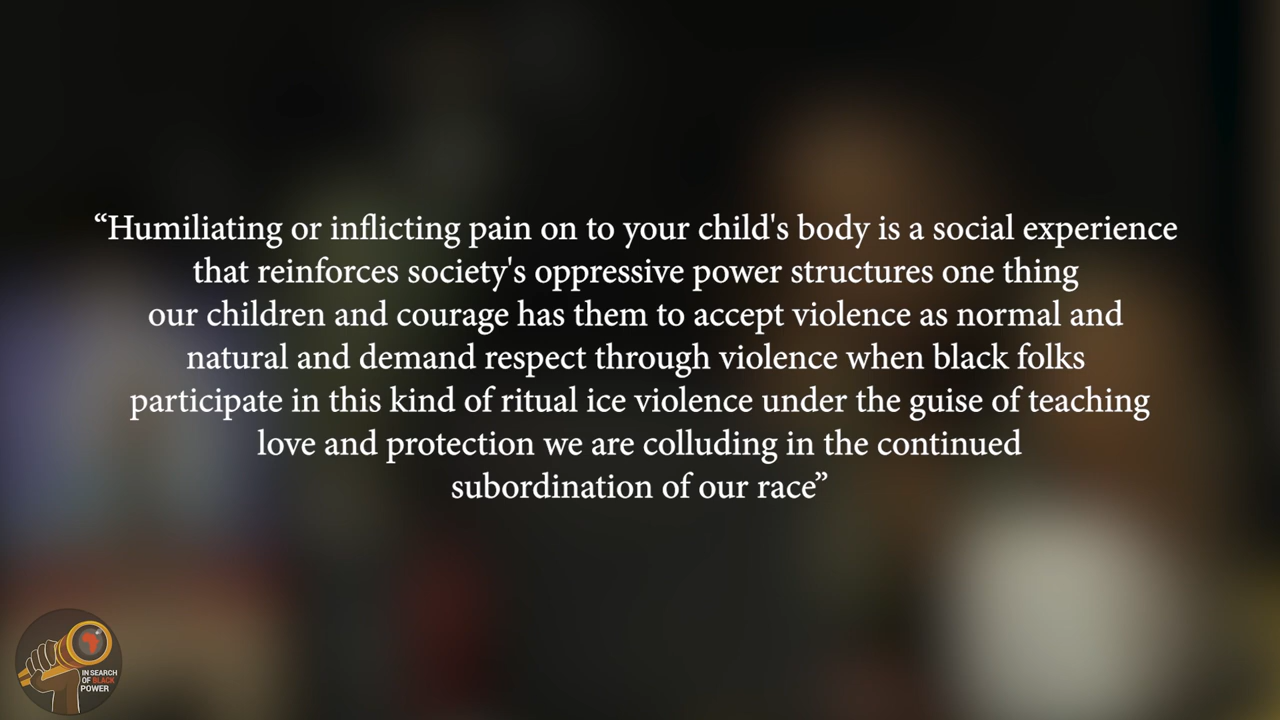 “Humiliating or inflicting pain on to your child's body is a social experience
that reinforces society's oppressive power structures one thing
our children and courage has them to accept violence as normal and
natural and demand respect through violence when black folks
participate in this kind of ritual ice violence under the guise of teaching
love and protection we are colluding in the continued
subordination of our race”
IN SEARCH
OF BLACK
POWER